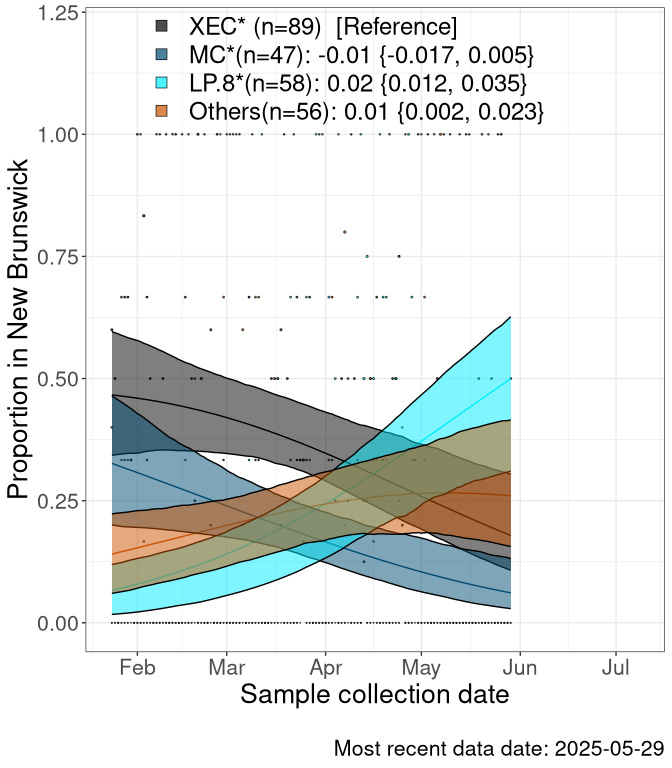 XEC* (n=89)  [Reference]
MC*(n=47): -0.01 {-0.017, 0.005}
LP.8*(n=58): 0.02 {0.012, 0.035}
Others(n=56): 0.01 {0.002, 0.023}
Proportion in New Brunswick
1.25
1.00
0.75
0.50
0.25
0.00
Feb Mar Apr May Jun Jul
Sample collection date
Most recent data date: 2025-05-29